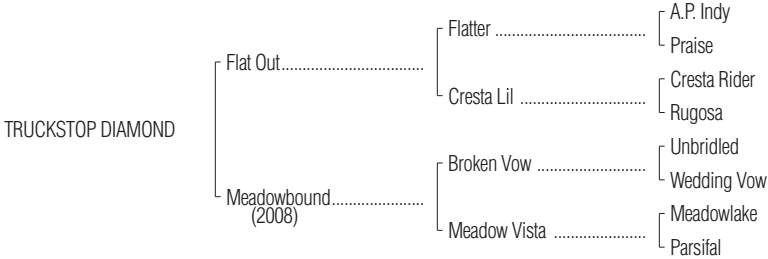 A.P. Indy
Flatter ....................................
Praise
Flat Out..................................
Cresta Rider
Cresta Lil ..............................
Rugosa
TRUCKSTOP DIAMOND
Unbridled
Broken Vow ..........................
Wedding Vow
Meadowbound......................
(2008)
Meadowlake
Meadow Vista ......................
Parsifal